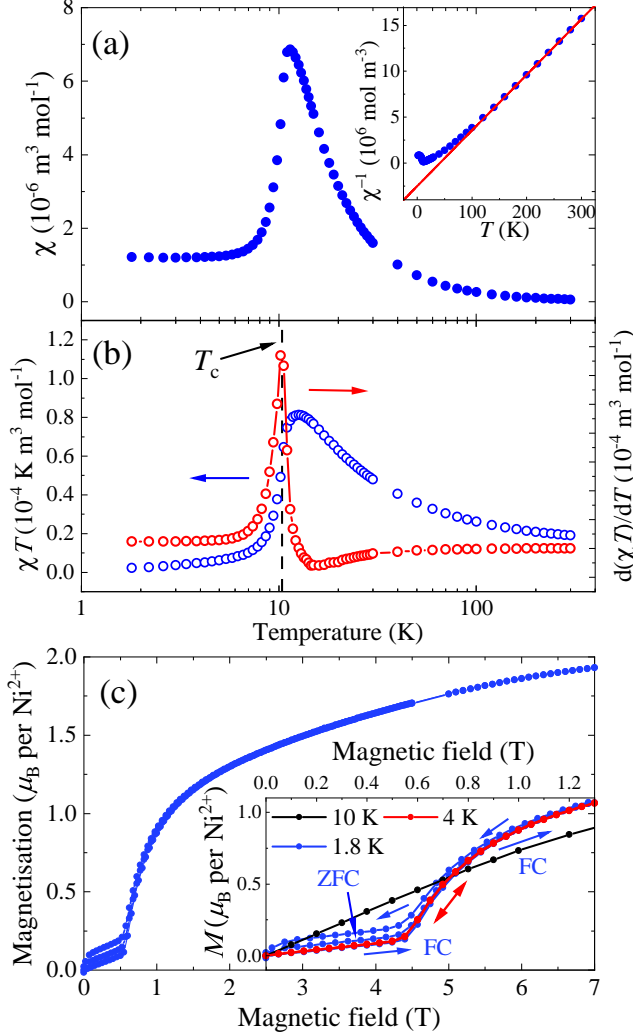 (a)
χ (10⁻⁶ m³ mol⁻¹)
8
6
4
2
0
χ⁻¹ (10⁶ mol m⁻³)
15
10
5
0
0 100 200 300
T (K)
(b)
T_c
χT (10⁻⁴ K m³ mol⁻¹)
1.2
1.0
0.8
0.6
0.4
0.2
0.0
d(χT)/dT (10⁻⁴ m³ mol⁻¹)
1 10 100
Temperature (K)
(c)
Magnetisation (μ_B per Ni²⁺)
2.0
1.5
1.0
0.5
0.0
0 1 2 3 4 5 6 7
Magnetic field (T)
Magnetic field (T)
0.0 0.2 0.4 0.6 0.8 1.0 1.2
M (μ_B per Ni²⁺)
1.0
0.5
0.0
10 K 4 K
1.8 K
ZFC
FC
FC